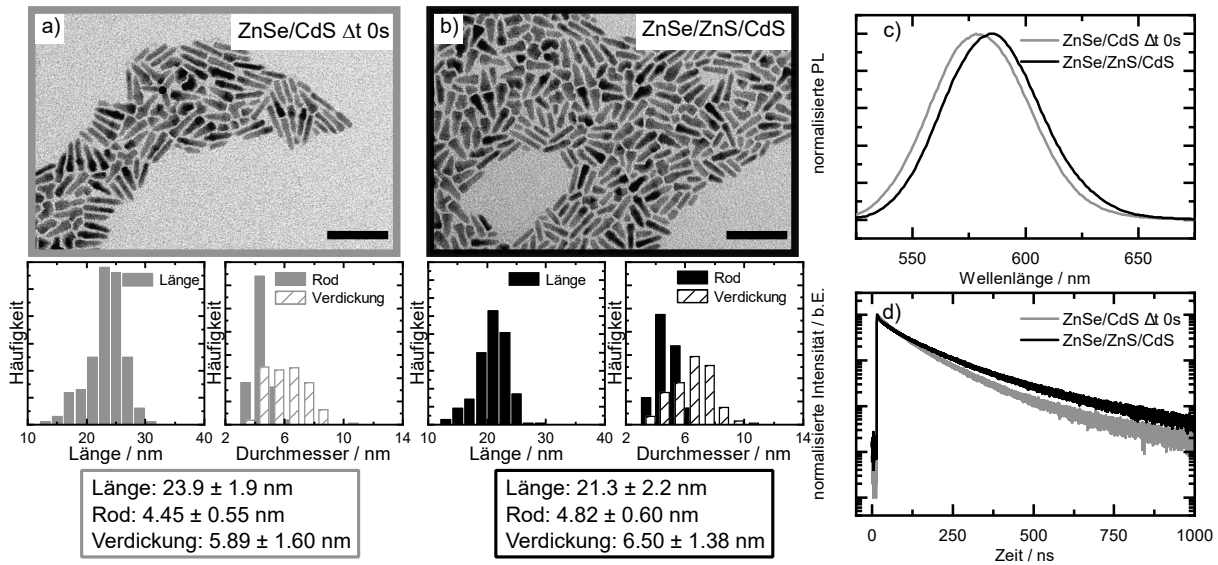 a)
ZnSe/CdS Δt 0s
b)
ZnSe/ZnS/CdS
Häufigkeit
Länge
10 20 30 40
Länge / nm
Häufigkeit
Rod
Verdickung
2 6 10 14
Durchmesser / nm
Häufigkeit
Länge
10 20 30 40
Länge / nm
Häufigkeit
Rod
Verdickung
2 6 10 14
Durchmesser / nm
Länge: 23.9 ± 1.9 nm
Rod: 4.45 ± 0.55 nm
Verdickung: 5.89 ± 1.60 nm
Länge: 21.3 ± 2.2 nm
Rod: 4.82 ± 0.60 nm
Verdickung: 6.50 ± 1.38 nm
c)
ZnSe/CdS Δt 0s
ZnSe/ZnS/CdS
normalisierte PL
550 600 650
Wellenlänge / nm
d)
ZnSe/CdS Δt 0s
ZnSe/ZnS/CdS
normalisierte Intensität / b.E.
0 250 500 750 1000
Zeit / ns